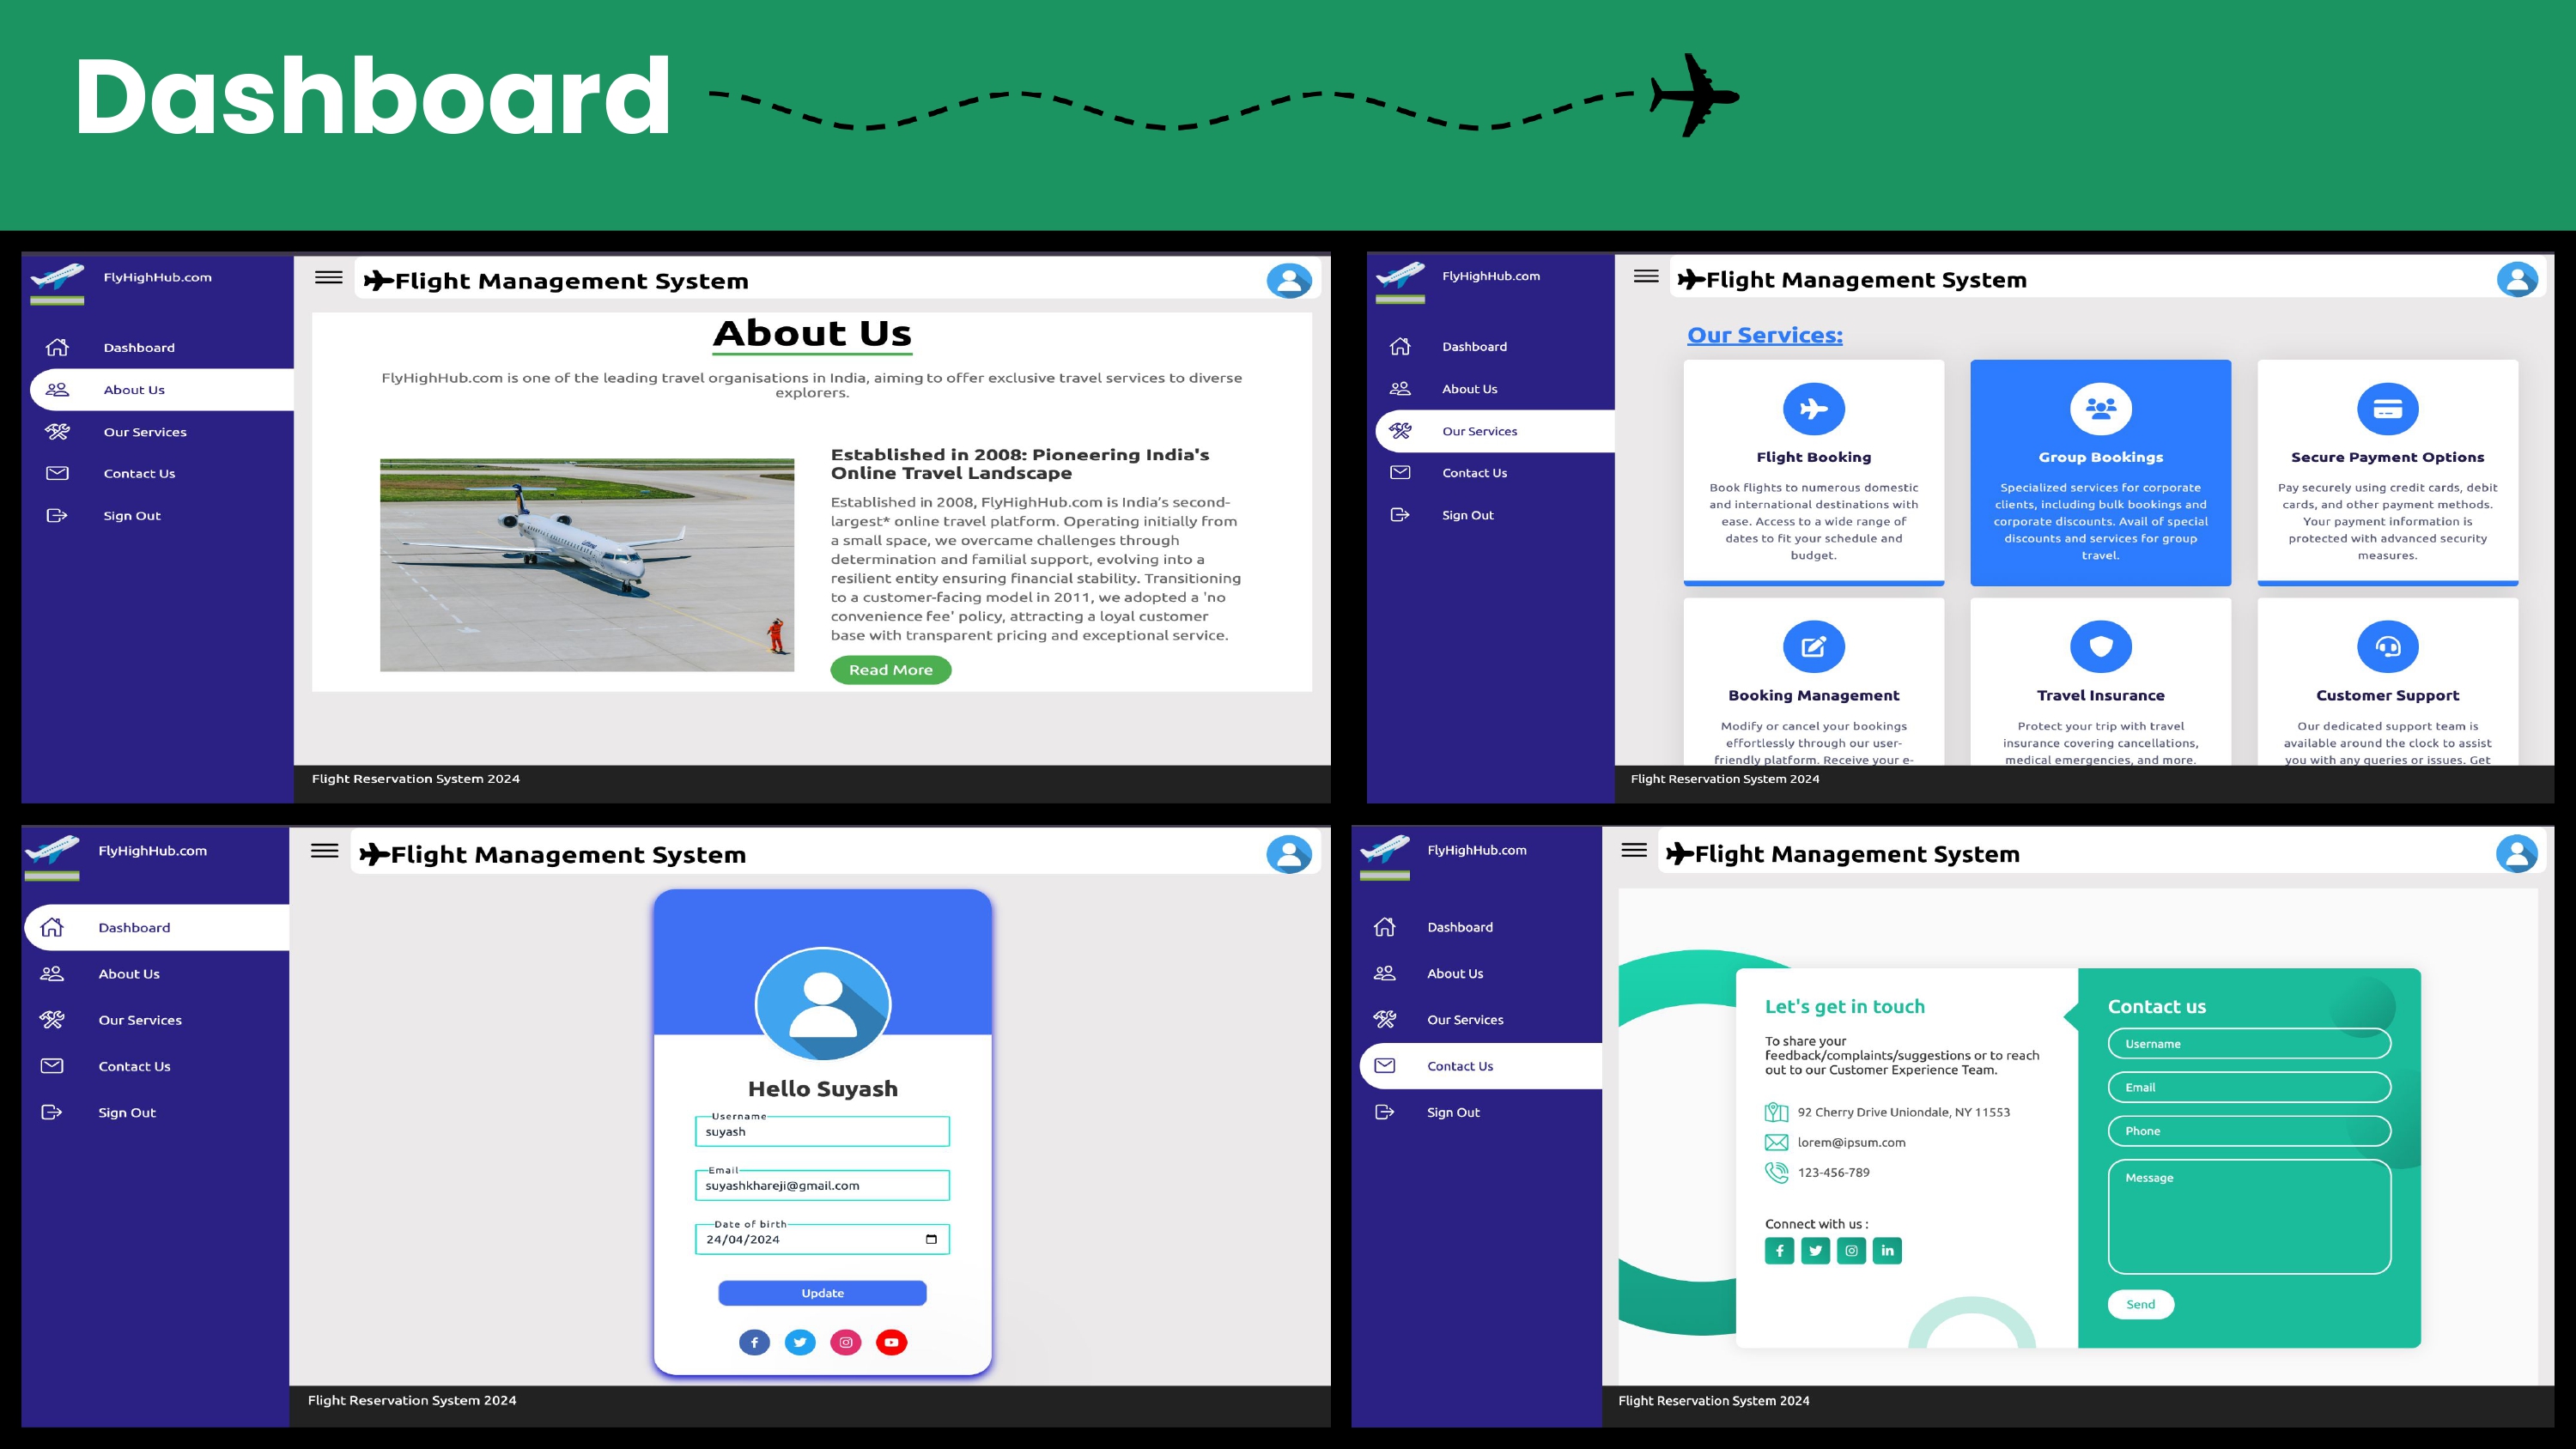 Dashboard
FlyHighHub.com
Flight Management System
Dashboard
About Us
Our Services
Contact Us
Sign Out
About Us
FlyHighHub.com is one of the leading travel organisations in India, aiming to offer exclusive travel services to diverse
explorers.
Established in 2008: Pioneering India's
Online Travel Landscape
Established in 2008, FlyHighHub.com is India's second-
largest* online travel platform. Operating initially from
a small space, we overcame challenges through
determination and familial support, evolving into a
resilient entity ensuring financial stability. Transitioning
to a customer-facing model in 2011, we adopted a 'no
convenience fee' policy, attracting a loyal customer
base with transparent pricing and exceptional service.
Read More
Flight Reservation System 2024
FlyHighHub.com
Flight Management System
Dashboard
About Us
Our Services
Contact Us
Sign Out
Our Services:
Flight Booking
Book flights to numerous domestic
and international destinations with
ease. Access to a wide range of
dates to fit your schedule and
budget.
Group Bookings
Specialized services for corporate
clients, including bulk bookings and
corporate discounts. Avail of special
discounts and services for group
travel.
Secure Payment Options
Pay securely using credit cards, debit
cards, and other payment methods.
Your payment information is
protected with advanced security
measures.
Booking Management
Modify or cancel your bookings
effortlessly through our user-
friendly platform. Receive your e-
Travel Insurance
Protect your trip with travel
insurance covering cancellations,
medical emergencies, and more.
Customer Support
Our dedicated support team is
available around the clock to assist
you with any queries or issues. Get
Flight Reservation System 2024
FlyHighHub.com
Flight Management System
Dashboard
About Us
Our Services
Contact Us
Sign Out
Hello Suyash
Username
suyash
Email
suyashkhareji@gmail.com
Date of birth
24/04/2024
Update
Flight Reservation System 2024
FlyHighHub.com
Flight Management System
Dashboard
About Us
Our Services
Contact Us
Sign Out
Let's get in touch
To share your
feedback/complaints/suggestions or to reach
out to our Customer Experience Team.
92 Cherry Drive Uniondale, NY 11553
lorem@ipsum.com
123-456-789
Connect with us :
Contact us
Username
Email
Phone
Message
Send
Flight Reservation System 2024